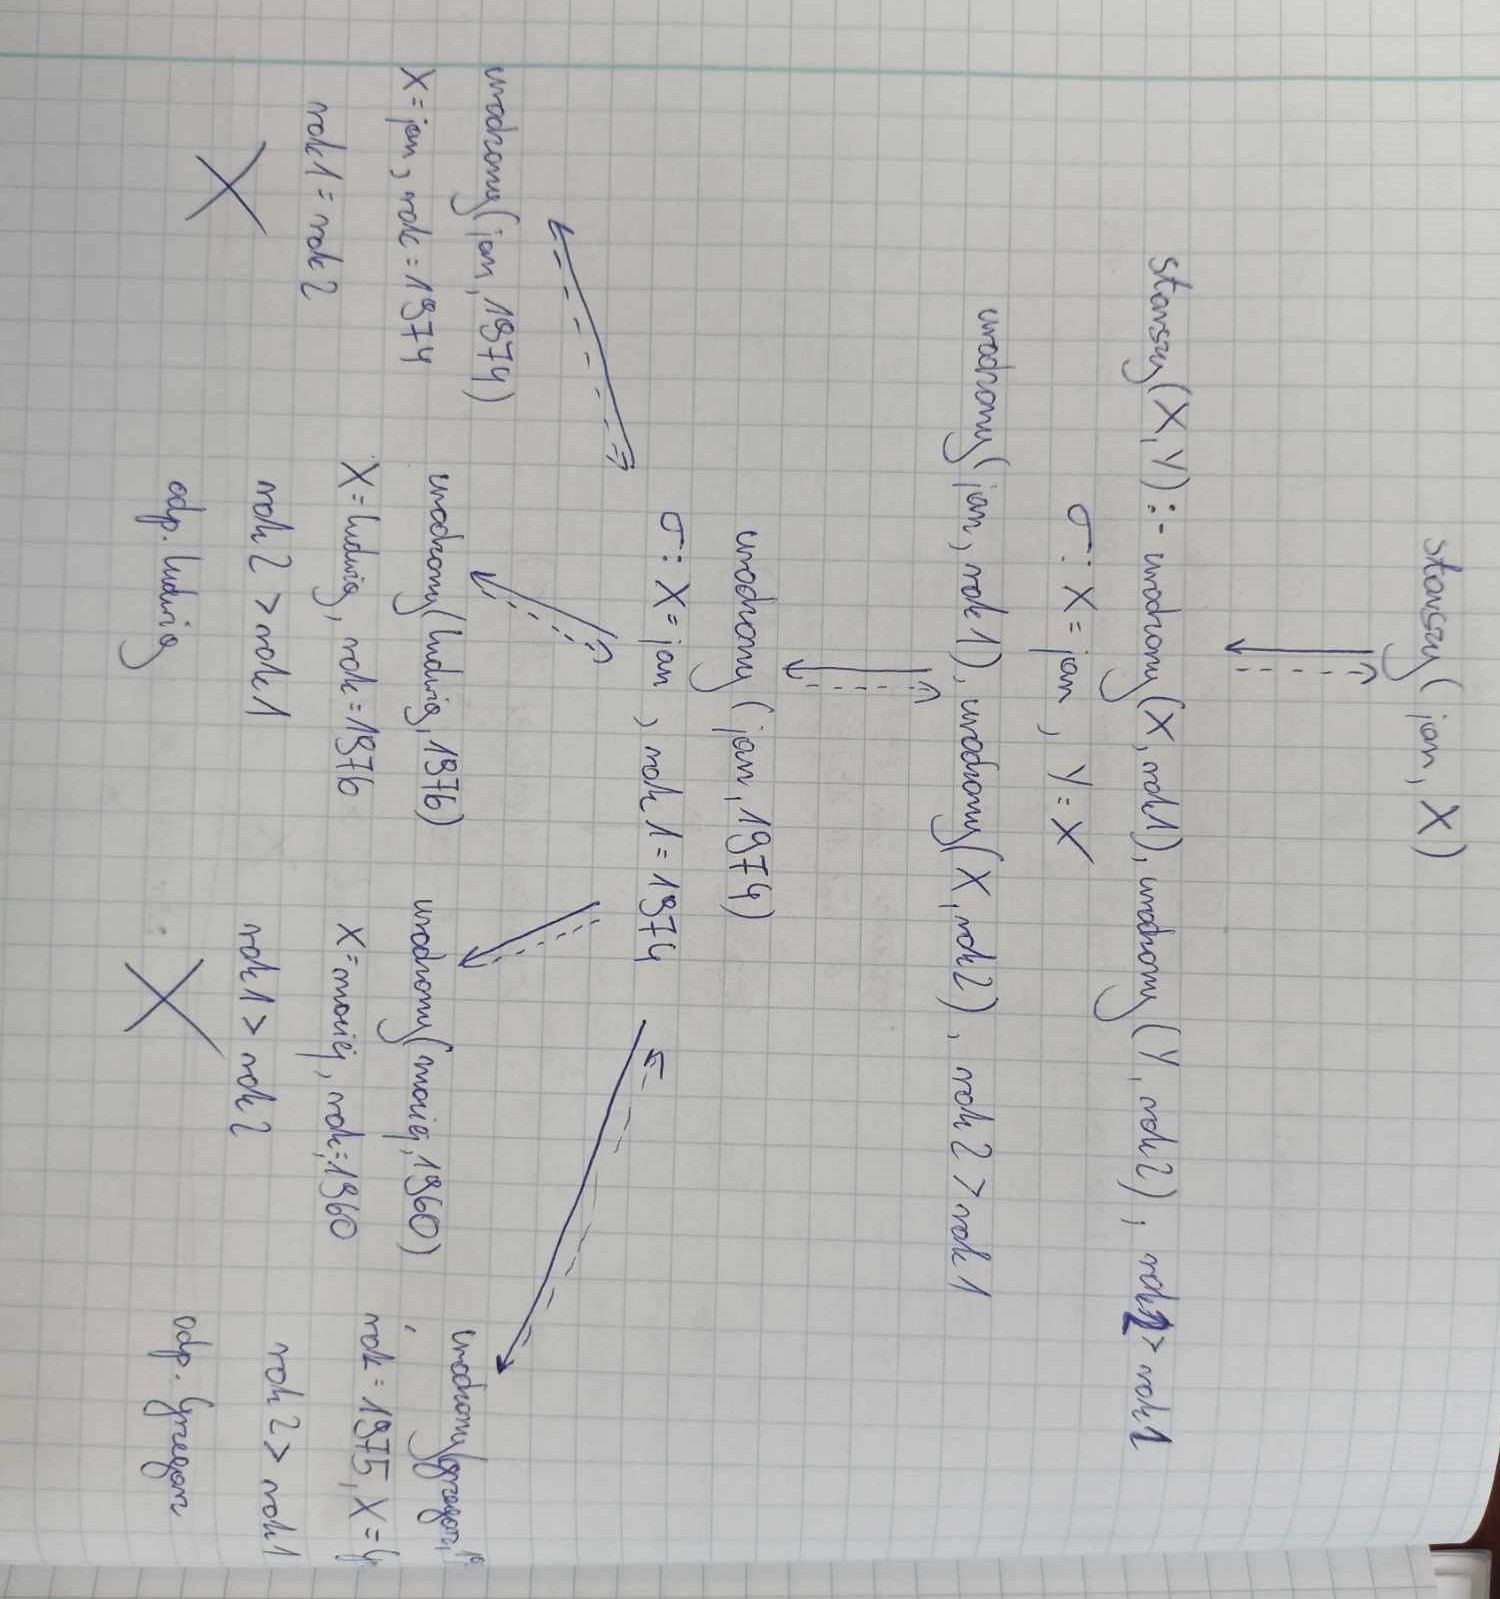 starszy(jan, X)
starszy(X,Y) :- urodzony(X, rok1), urodzony(Y, rok2), rok2 > rok1
σ: X = jan, Y = X
urodzony(jan, rok1), urodzony(X, rok2), rok2 > rok1
urodzony(jan, 1974)
σ: X = jan, rok1 = 1974
urodzony(jan, 1974)
X = jan, rok = 1974
rok1 = rok2
X
urodzony(ludwig, 1976)
X = ludwig, rok = 1976
rok2 > rok1
odp. ludwig
urodzony(maciej, 1960)
X = maciej, rok = 1960
rok1 > rok2
X
urodzony(grzegorz, 19
, rok = 1975, X =
rok2 > rok1
odp. Grzegorz